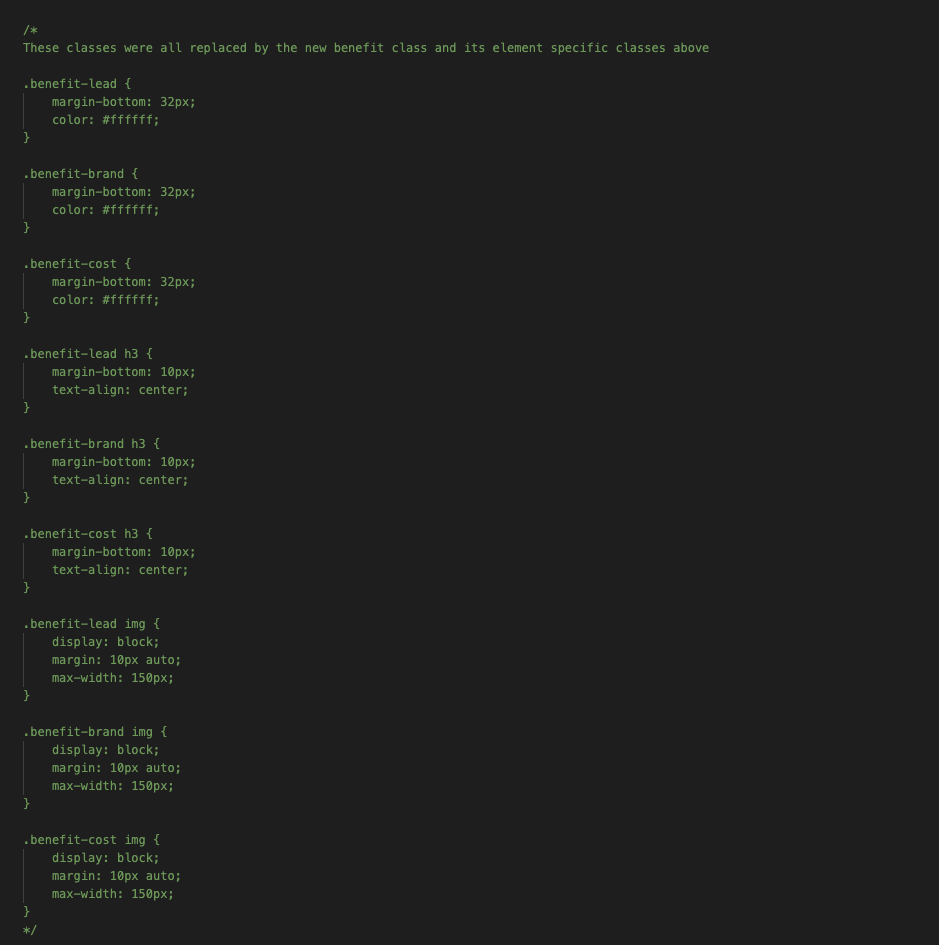 /*
These classes were all replaced by the new benefit class and its element specific classes above
.benefit-lead {
    margin-bottom: 32px;
    color: #ffffff;
}
.benefit-brand {
    margin-bottom: 32px;
    color: #ffffff;
}
.benefit-cost {
    margin-bottom: 32px;
    color: #ffffff;
}
.benefit-lead h3 {
    margin-bottom: 10px;
    text-align: center;
}
.benefit-brand h3 {
    margin-bottom: 10px;
    text-align: center;
}
.benefit-cost h3 {
    margin-bottom: 10px;
    text-align: center;
}
.benefit-lead img {
    display: block;
    margin: 10px auto;
    max-width: 150px;
}
.benefit-brand img {
    display: block;
    margin: 10px auto;
    max-width: 150px;
}
.benefit-cost img {
    display: block;
    margin: 10px auto;
    max-width: 150px;
}
*/